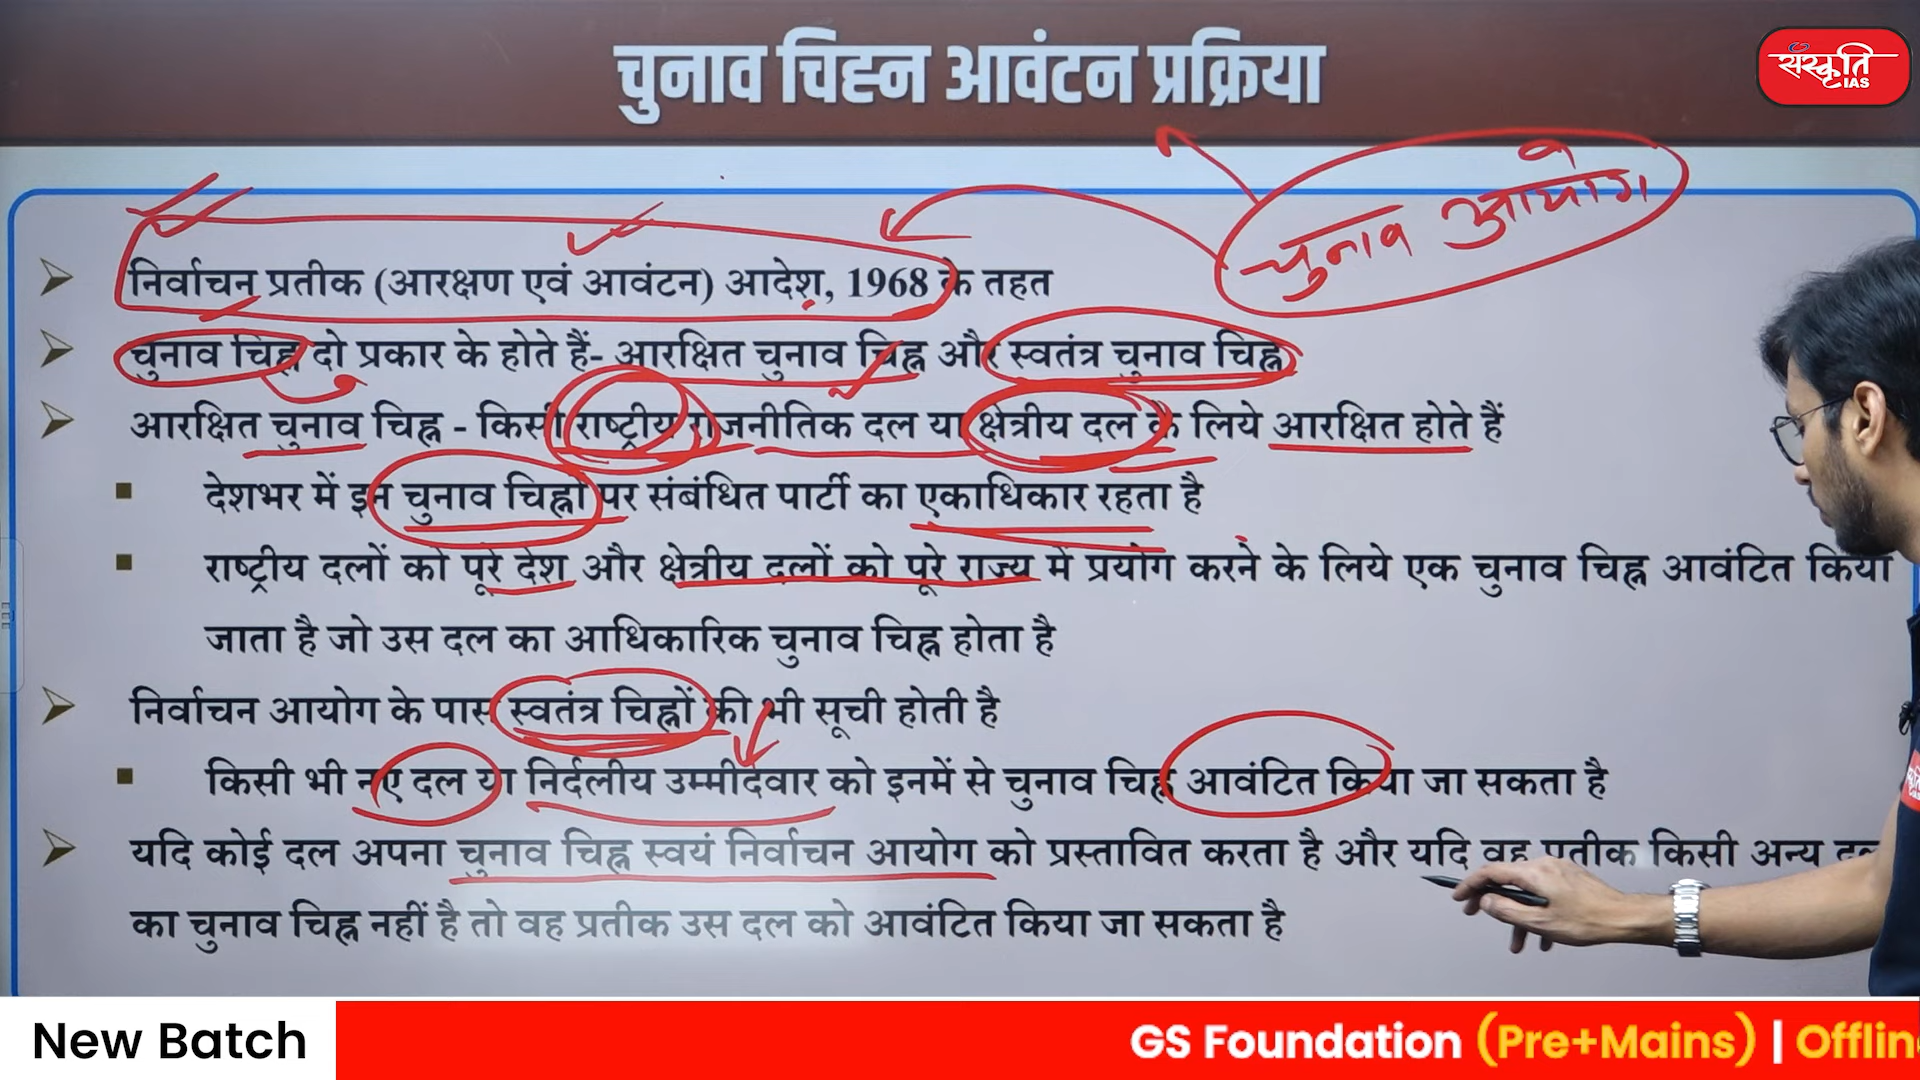 चुनाव चिह्न आवंटन प्रक्रिया
संस्कृति
IAS
चुनाव आयोग
निर्वाचन प्रतीक (आरक्षण एवं आवंटन) आदेश, 1968 के तहत
चुनाव चिह्न दो प्रकार के होते हैं- आरक्षित चुनाव चिह्न और स्वतंत्र चुनाव चिह्न
आरक्षित चुनाव चिह्न - किसी राष्ट्रीय राजनीतिक दल या क्षेत्रीय दल के लिये आरक्षित होते हैं
देशभर में इन चुनाव चिह्नों पर संबंधित पार्टी का एकाधिकार रहता है
राष्ट्रीय दलों को पूरे देश और क्षेत्रीय दलों को पूरे राज्य में प्रयोग करने के लिये एक चुनाव चिह्न आवंटित किया
जाता है जो उस दल का आधिकारिक चुनाव चिह्न होता है
निर्वाचन आयोग के पास स्वतंत्र चिह्नों की भी सूची होती है
किसी भी नए दल या निर्दलीय उम्मीदवार को इनमें से चुनाव चिह्न आवंटित किया जा सकता है
यदि कोई दल अपना चुनाव चिह्न स्वयं निर्वाचन आयोग को प्रस्तावित करता है और यदि वह प्रतीक किसी अन्य
का चुनाव चिह्न नहीं है तो वह प्रतीक उस दल को आवंटित किया जा सकता है
New Batch
GS Foundation (Pre+Mains) |